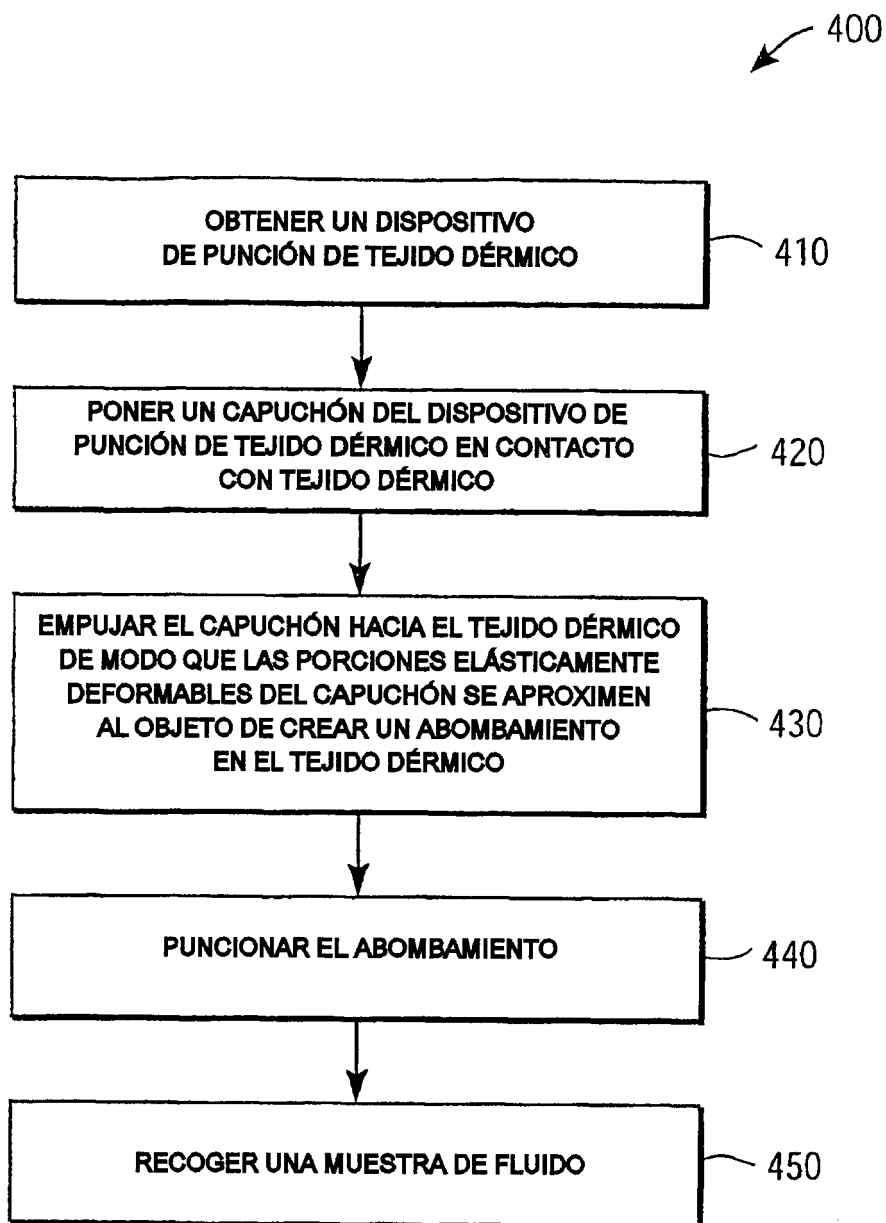 400
OBTENER UN DISPOSITIVO
DE PUNCIÓN DE TEJIDO DÉRMICO
410
PONER UN CAPUCHÓN DEL DISPOSITIVO DE
PUNCIÓN DE TEJIDO DÉRMICO EN CONTACTO
CON TEJIDO DÉRMICO
420
EMPUJAR EL CAPUCHÓN HACIA EL TEJIDO DÉRMICO
DE MODO QUE LAS PORCIONES ELÁSTICAMENTE
DEFORMABLES DEL CAPUCHÓN SE APROXIMEN
AL OBJETO DE CREAR UN ABOMBAMIENTO
EN EL TEJIDO DÉRMICO
430
PUNCIONAR EL ABOMBAMIENTO
440
RECOGER UNA MUESTRA DE FLUIDO
450